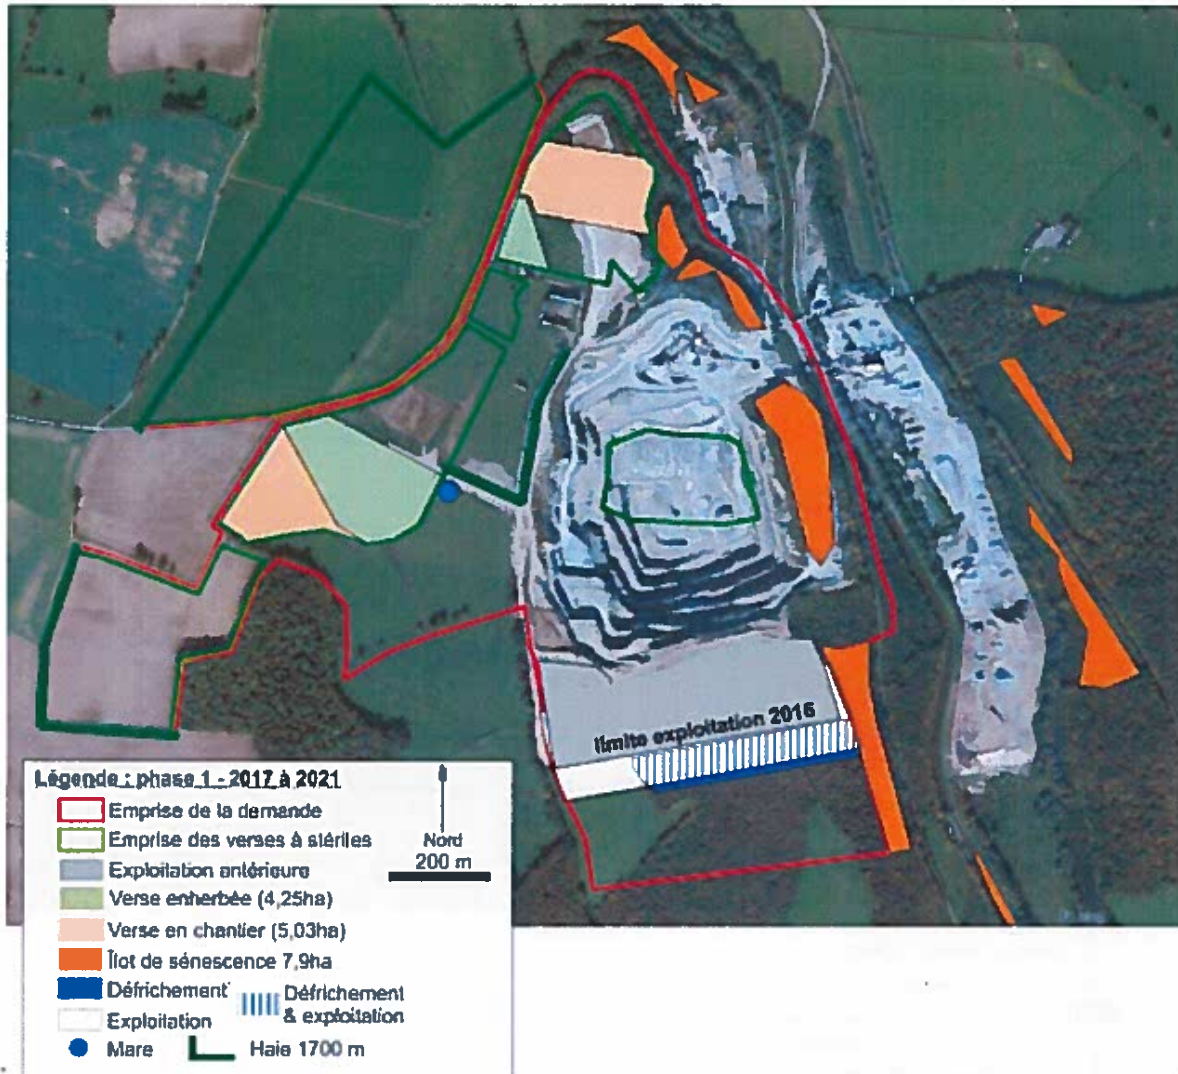 limite exploitation 2016
Légende : phase 1 - 2017 à 2021
Emprise de la demande
Emprise des verses à stériles
Exploitation antérieure
Verse enherbée (4,25ha)
Verse en chantier (5,03ha)
Îlot de sénescence 7,9ha
Défrichement
Défrichement
& exploitation
Exploitation
Mare
Haie 1700 m
Nord
200 m